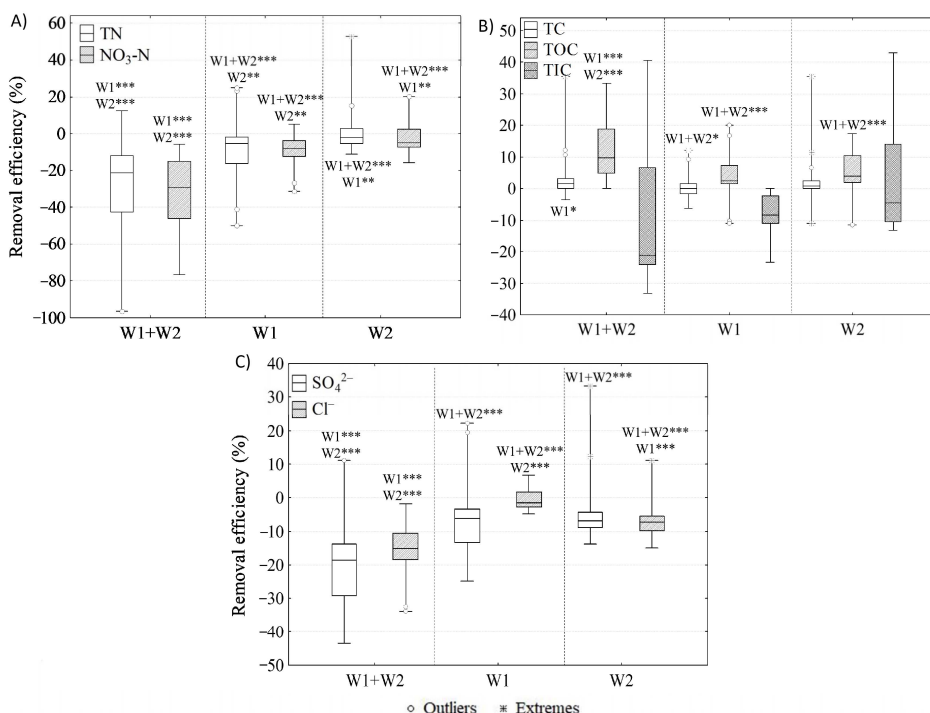 A)
60
40
20
0
−20
−40
−60
−80
−100
Removal efficiency (%)
TN
NO₃-N
W1***
W2***
W1***
W2***
W1+W2***
W2**
W1+W2***
W2**
W1+W2***
W1**
W1+W2***
W1**
W1+W2
W1
W2
B)
50
40
30
20
10
0
−10
−20
−30
−40
TC
TOC
TIC
W1***
W2***
W1*
W1+W2*
W1+W2***
W1+W2***
W1+W2
W1
W2
C)
40
30
20
10
0
−10
−20
−30
−40
−50
Removal efficiency (%)
SO₄²⁻
Cl⁻
W1***
W2***
W1***
W2***
W1+W2***
W1+W2***
W2***
W1+W2***
W1+W2***
W1***
W1+W2
W1
W2
Outliers
Extremes